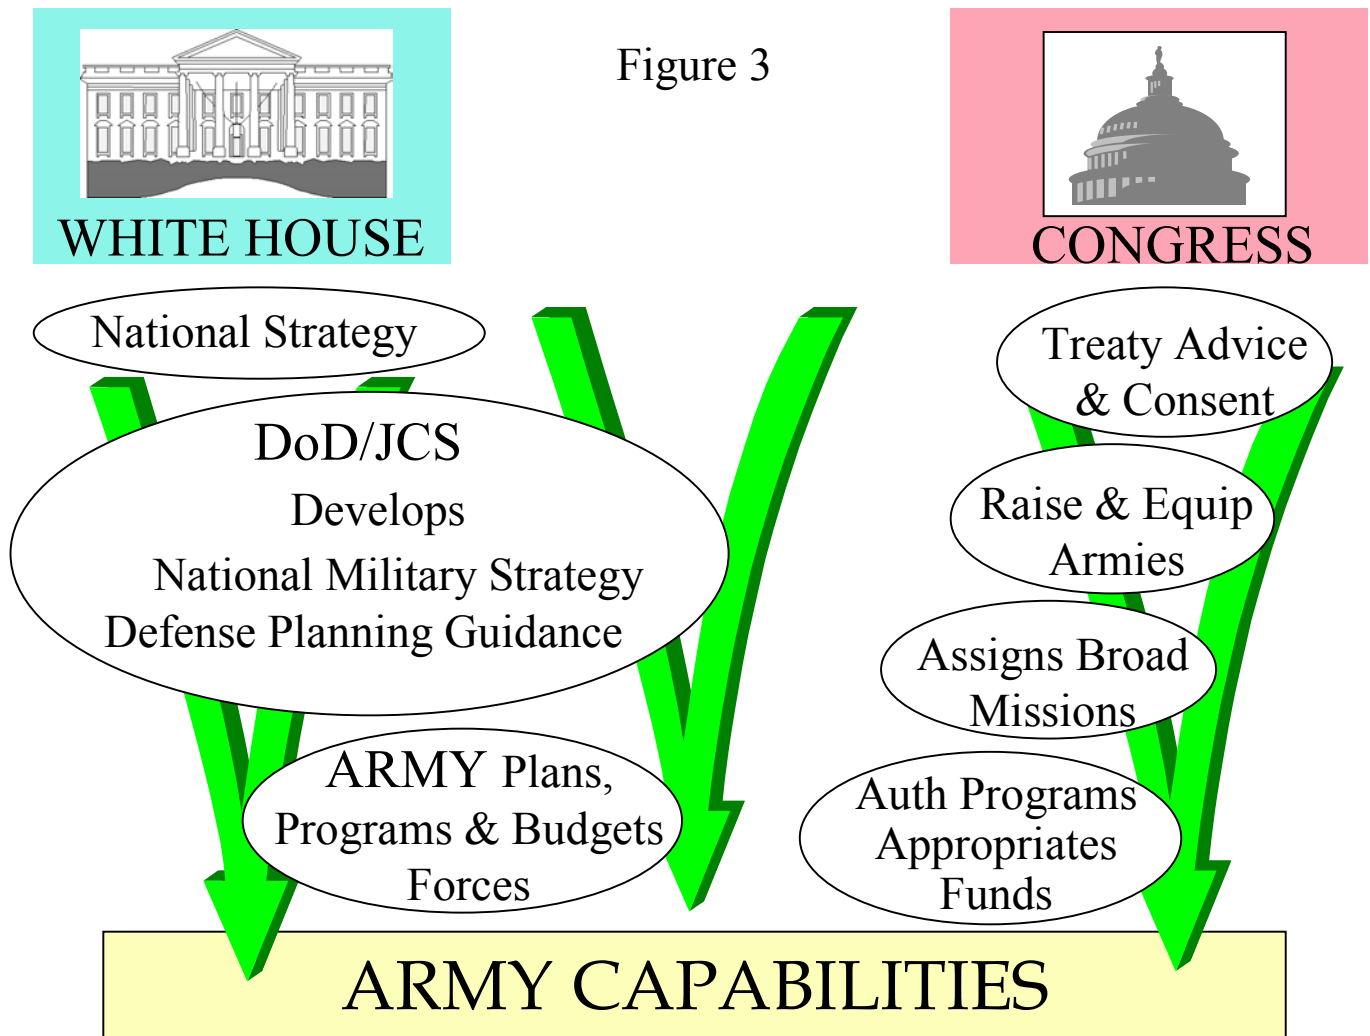 Figure 3
WHITE HOUSE
CONGRESS
National Strategy
DoD/JCS
Develops
National Military Strategy
Defense Planning Guidance
ARMY Plans,
Programs & Budgets
Forces
Treaty Advice
& Consent
Raise & Equip
Armies
Assigns Broad
Missions
Auth Programs
Appropriates
Funds
ARMY CAPABILITIES